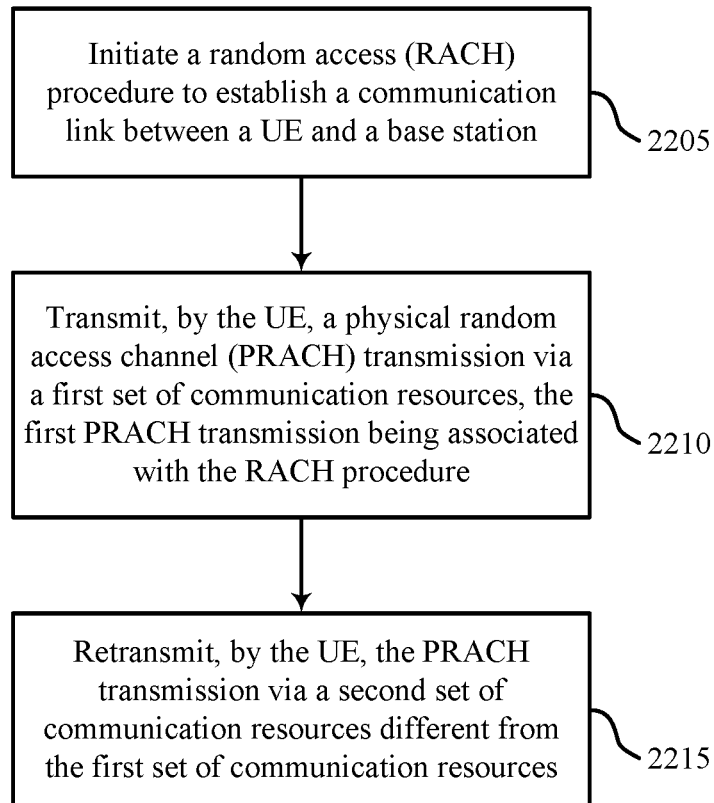 Initiate a random access (RACH)
procedure to establish a communication
link between a UE and a base station
2205
Transmit, by the UE, a physical random
access channel (PRACH) transmission via
a first set of communication resources, the
first PRACH transmission being associated
with the RACH procedure
2210
Retransmit, by the UE, the PRACH
transmission via a second set of
communication resources different from
the first set of communication resources
2215